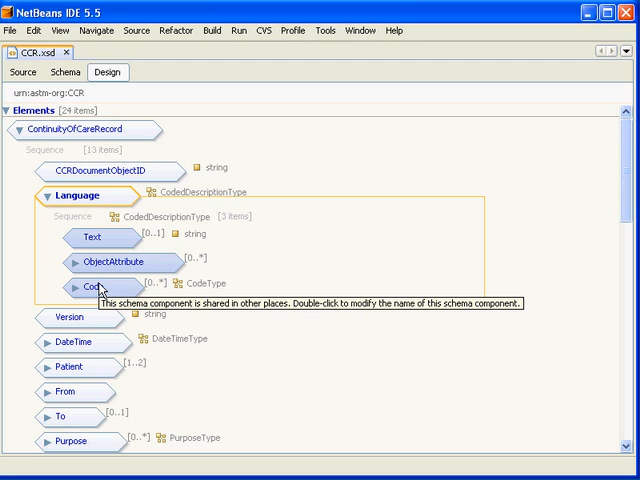 NetBeans IDE 5.5
File Edit View Navigate Source Refactor Build Run CVS Profile Tools Window Help
CCR.xsd
Source Schema Design
urn:astm-org:CCR
Elements [24 items]
ContinuityOfCareRecord
Sequence [13 items]
CCRDocumentObjectID string
Language CodedDescriptionType
Sequence CodedDescriptionType [3 items]
Text [0..1] string
ObjectAttribute [0..*]
Cod [0..*] CodeType
This schema component is shared in other places. Double-click to modify the name of this schema component.
Version string
DateTime DateTimeType
Patient [1..2]
From
To [0..1]
Purpose [0..*] PurposeType